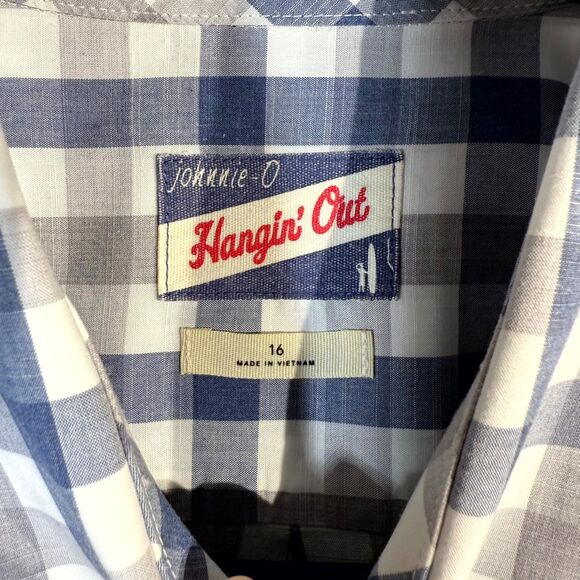 johnnie-O
Hangin' Out
16
MADE IN VIETNAM